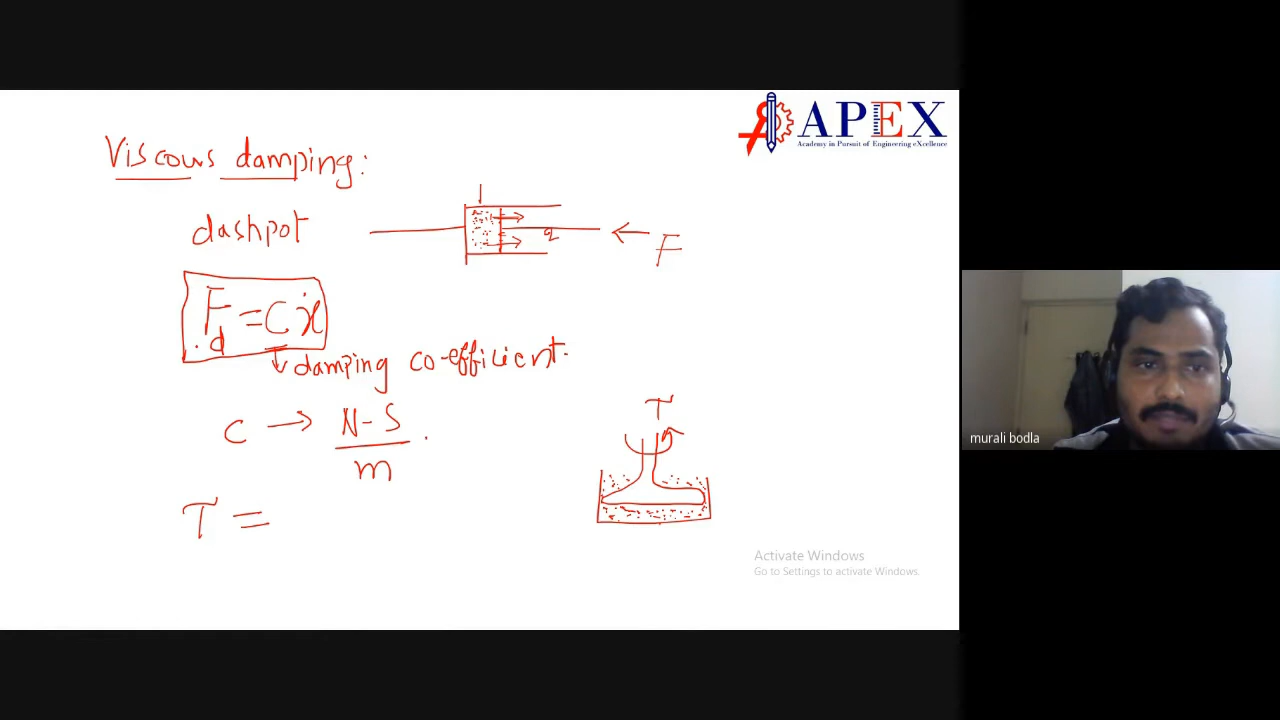 APEX
Academy in Pursuit of Engineering eXcellence
Viscous damping:
dashpot
F
F_d = Cẋ
damping co-efficient.
C → N-S/m.
T
T =
murali bodla
Activate Windows
Go to Settings to activate Windows.